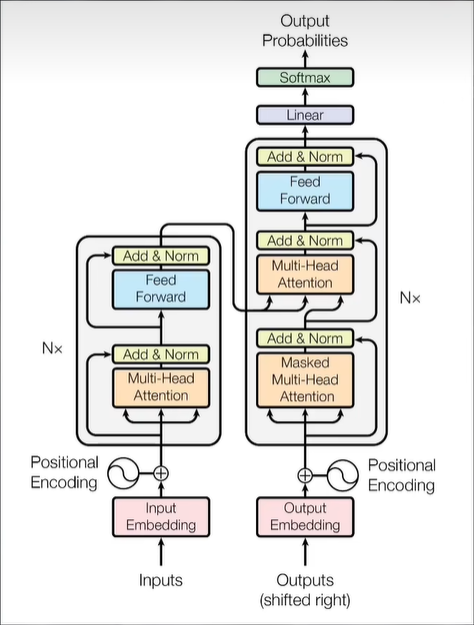 Output
Probabilities
Softmax
Linear
Add & Norm
Feed
Forward
Add & Norm
Multi-Head
Attention
Nx
Add & Norm
Masked
Multi-Head
Attention
Add & Norm
Feed
Forward
Nx
Add & Norm
Multi-Head
Attention
Positional
Encoding
Positional
Encoding
Input
Embedding
Output
Embedding
Inputs
Outputs
(shifted right)